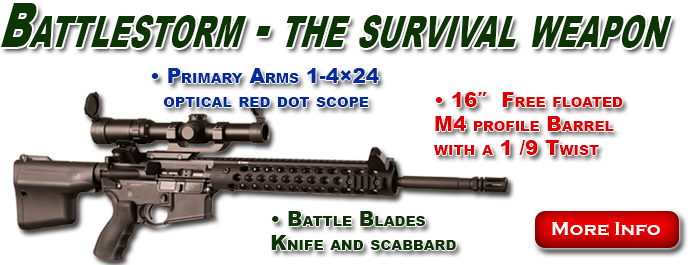 Battlestorm - the survival weapon
• Primary Arms 1-4×24
optical red dot scope
• 16″ Free floated
M4 profile Barrel
with a 1 /9 Twist
• Battle Blades
Knife and scabbard
More Info